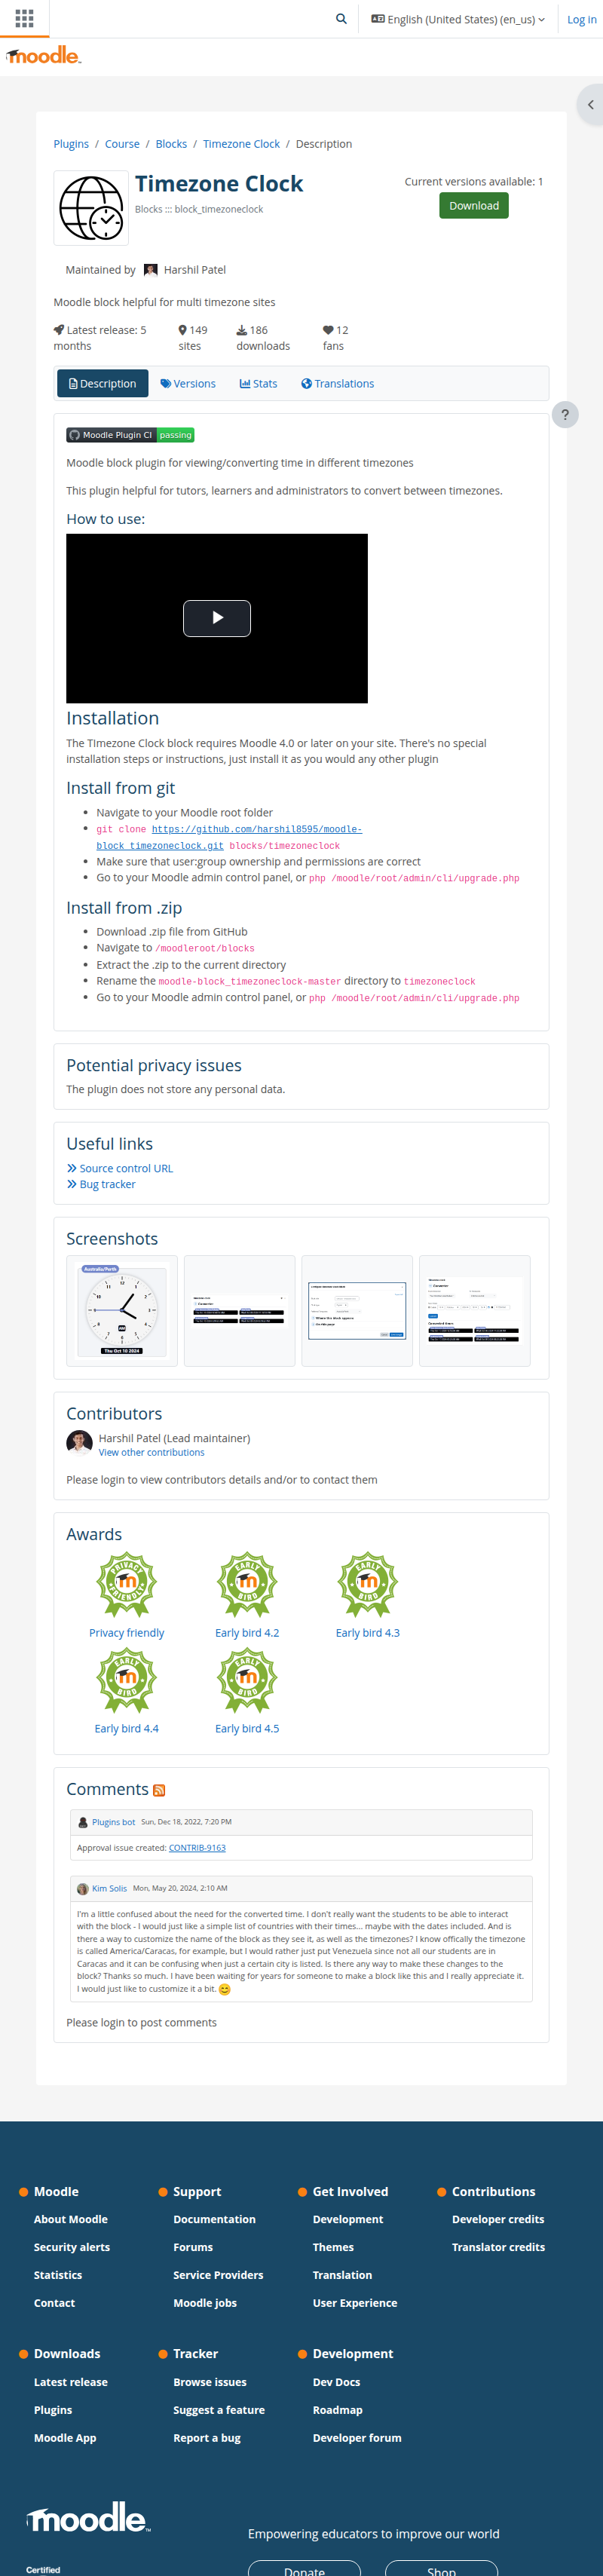 English (United States) (en_us)
Log in
moodle
Plugins / Course / Blocks / Timezone Clock / Description
Timezone Clock
Blocks ::: block_timezoneclock
Current versions available: 1
Download
Maintained by Harshil Patel
Moodle block helpful for multi timezone sites
Latest release: 5 months
149 sites
186 downloads
12 fans
Description
Versions
Stats
Translations
?
Moodle Plugin CI passing
Moodle block plugin for viewing/converting time in different timezones
This plugin helpful for tutors, learners and administrators to convert between timezones.
How to use:
Installation
The TImezone Clock block requires Moodle 4.0 or later on your site. There's no special
installation steps or instructions, just install it as you would any other plugin
Install from git
Navigate to your Moodle root folder
git clone https://github.com/harshil8595/moodle-
block_timezoneclock.git blocks/timezoneclock
Make sure that user:group ownership and permissions are correct
Go to your Moodle admin control panel, or php /moodle/root/admin/cli/upgrade.php
Install from .zip
Download .zip file from GitHub
Navigate to /moodleroot/blocks
Extract the .zip to the current directory
Rename the moodle-block_timezoneclock-master directory to timezoneclock
Go to your Moodle admin control panel, or php /moodle/root/admin/cli/upgrade.php
Potential privacy issues
The plugin does not store any personal data.
Useful links
Source control URL
Bug tracker
Screenshots
Australia/Perth
AM
Thu Oct 10 2024
Contributors
Harshil Patel (Lead maintainer)
View other contributions
Please login to view contributors details and/or to contact them
Awards
Privacy friendly
Early bird 4.2
Early bird 4.3
Early bird 4.4
Early bird 4.5
Comments
Plugins bot Sun, Dec 18, 2022, 7:20 PM
Approval issue created: CONTRIB-9163
Kim Solis Mon, May 20, 2024, 2:10 AM
I'm a little confused about the need for the converted time. I don't really want the students to be able to interact
with the block - I would just like a simple list of countries with their times... maybe with the dates included. And is
there a way to customize the name of the block as they see it, as well as the timezones? I know offically the timezone
is called America/Caracas, for example, but I would rather just put Venezuela since not all our students are in
Caracas and it can be confusing when just a certain city is listed. Is there any way to make these changes to the
block? Thanks so much. I have been waiting for years for someone to make a block like this and I really appreciate it.
I would just like to customize it a bit. 😊
Please login to post comments
Moodle
About Moodle
Security alerts
Statistics
Contact
Support
Documentation
Forums
Service Providers
Moodle jobs
Get Involved
Development
Themes
Translation
User Experience
Contributions
Developer credits
Translator credits
Downloads
Latest release
Plugins
Moodle App
Tracker
Browse issues
Suggest a feature
Report a bug
Development
Dev Docs
Roadmap
Developer forum
moodle
Empowering educators to improve our world
Certified
Donate
Shop